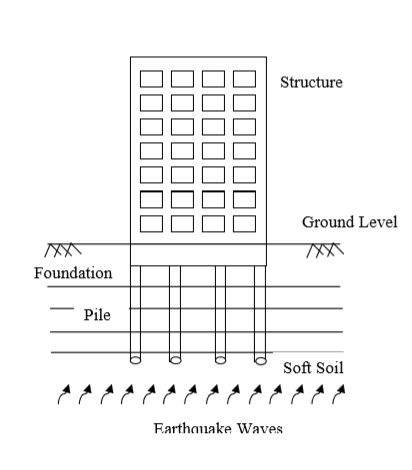 Structure
Ground Level
Foundation
Pile
Soft Soil
Earthquake Waves